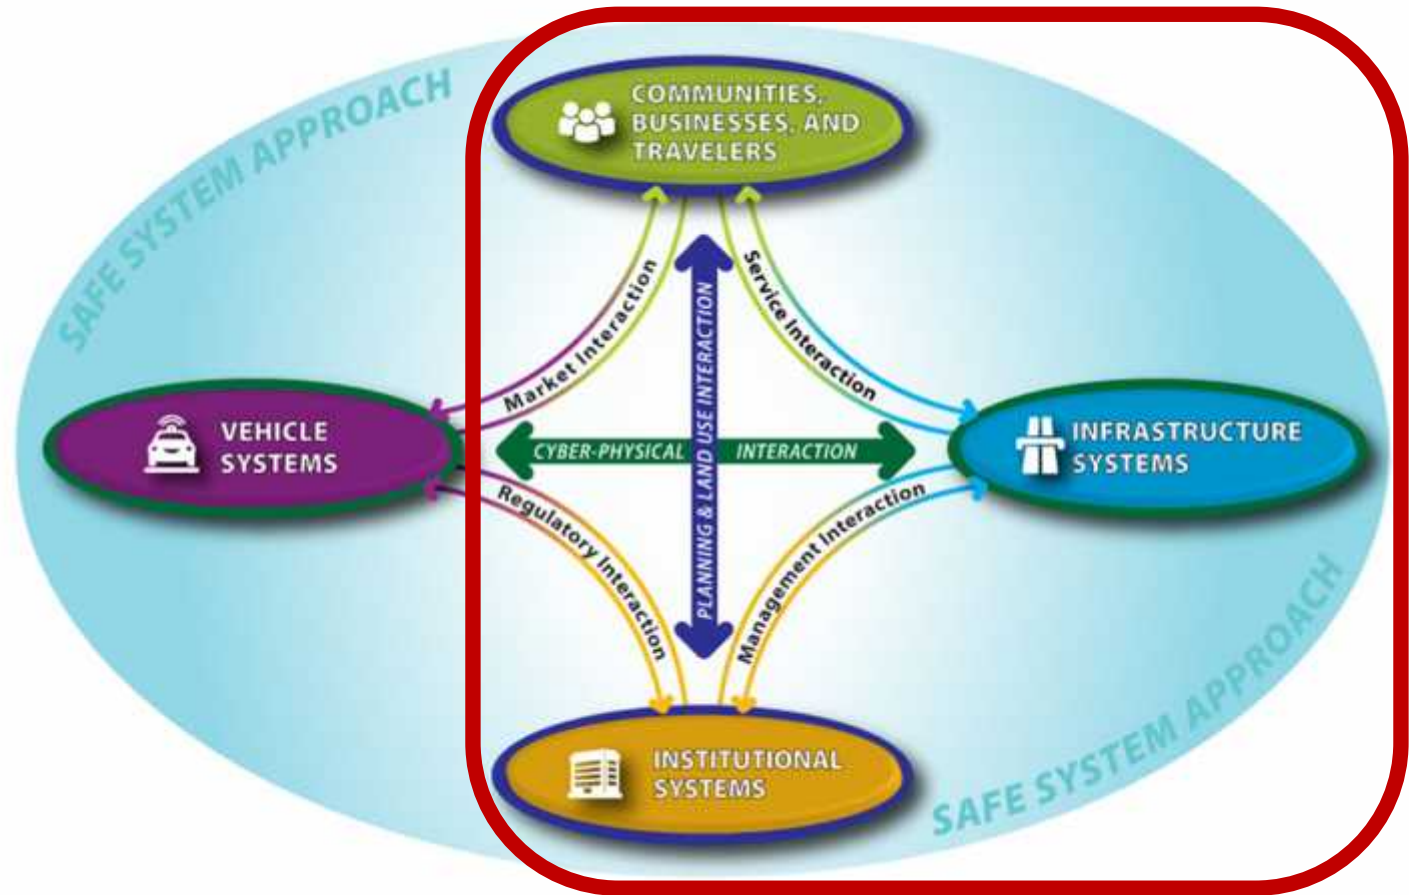 SAFE SYSTEM APPROACH
COMMUNITIES,
BUSINESSES, AND
TRAVELERS
Market Interaction
Service Interaction
PLANNING & LAND USE INTERACTION
VEHICLE
SYSTEMS
CYBER-PHYSICAL INTERACTION
INFRASTRUCTURE
SYSTEMS
Regulatory Interaction
Management Interaction
INSTITUTIONAL
SYSTEMS
SAFE SYSTEM APPROACH